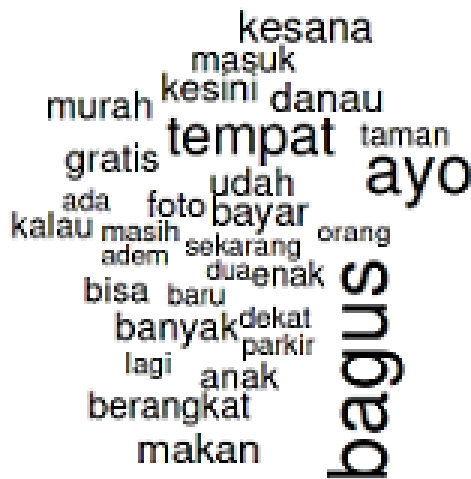 kesana
masuk
kesini danau
murah
tempat taman
gratis ayo
udah
ada foto bayar
kalau masih orang
adem sekarang
dua enak
bisa baru
banyak dekat
parkir
lagi anak
berangkat
makan
bagus